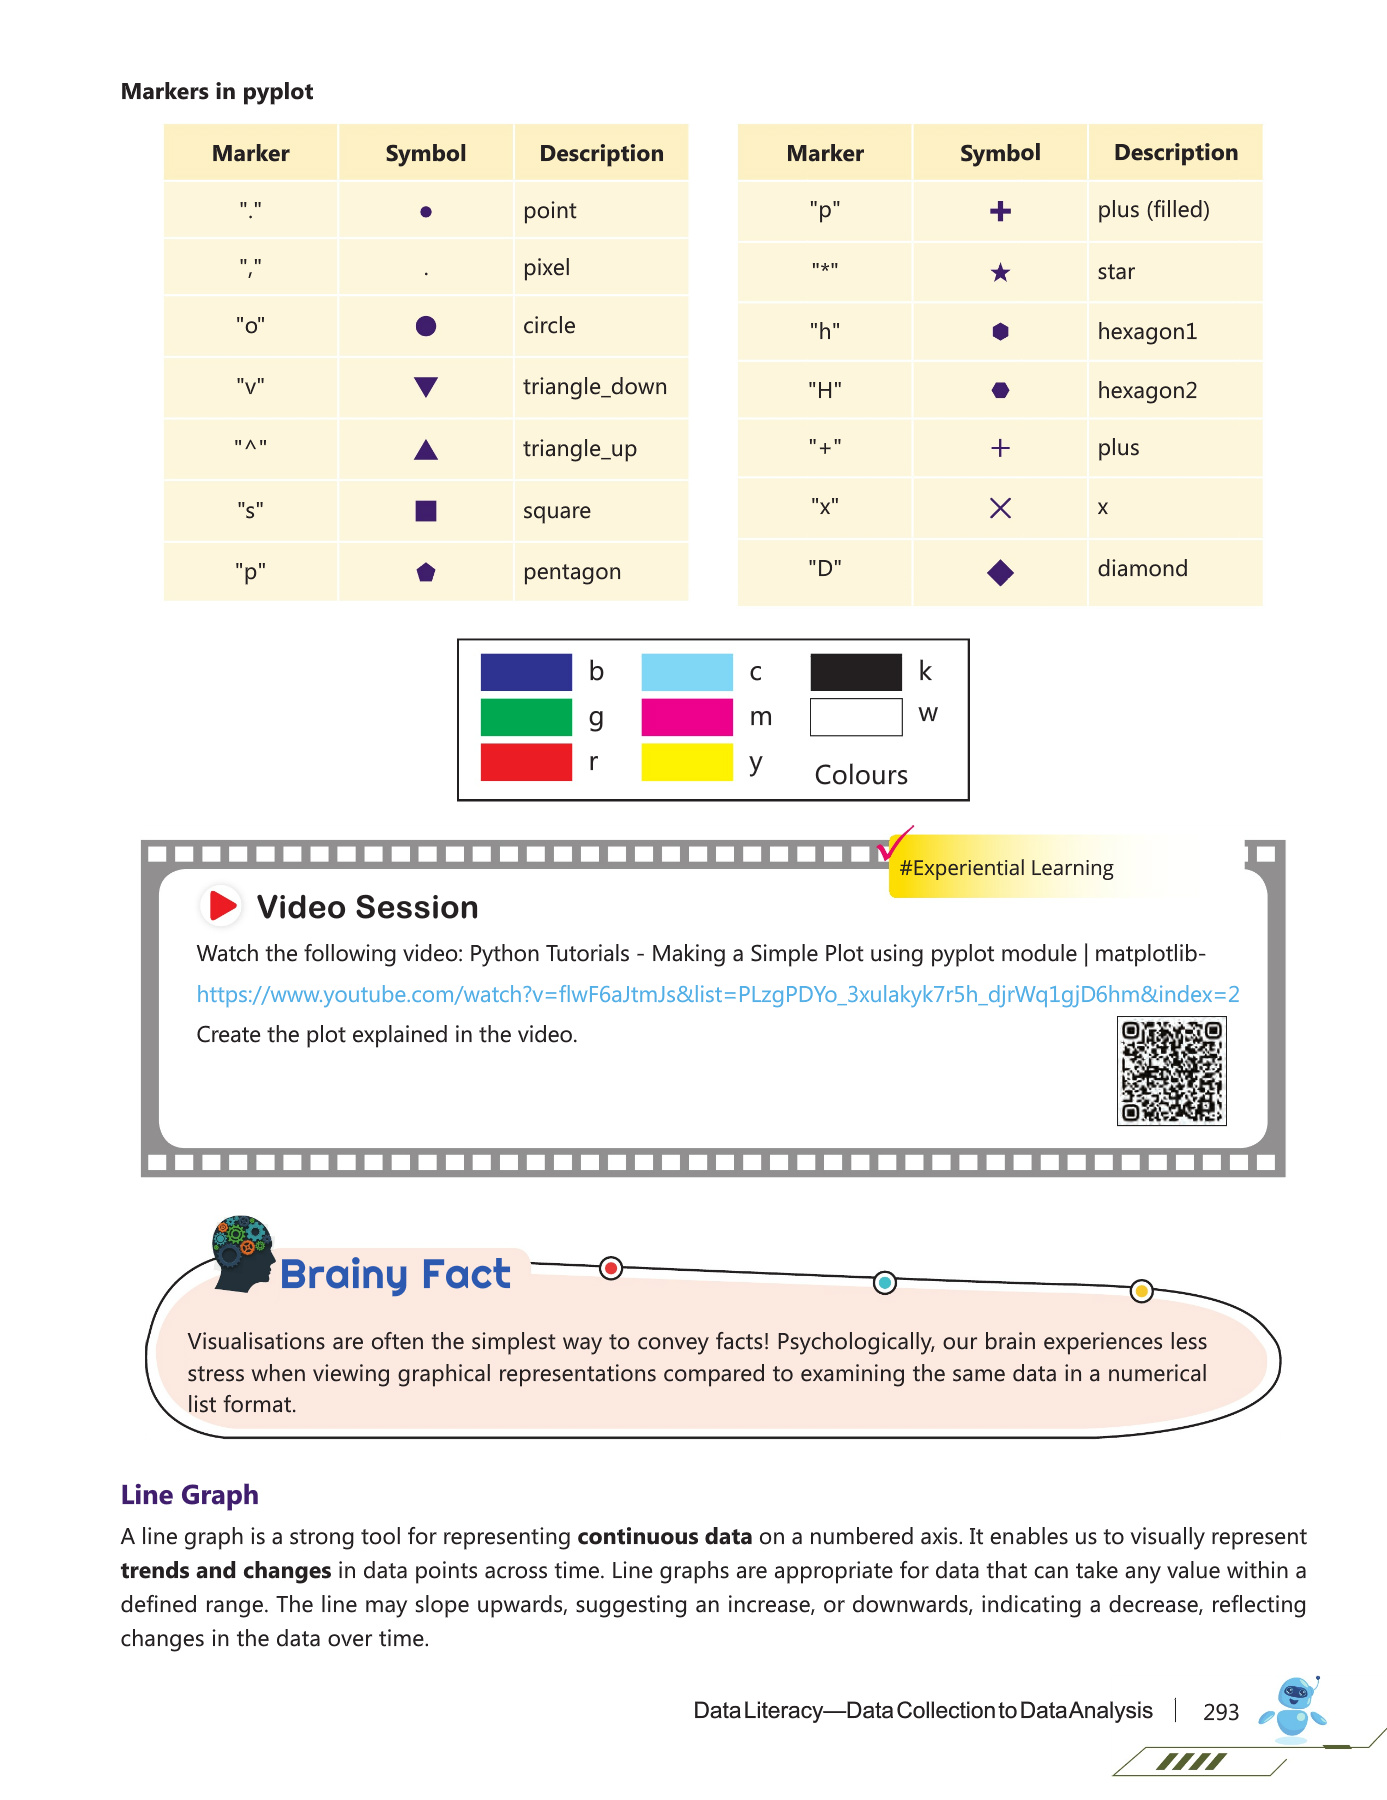 Markers in pyplot
Marker Symbol Description
"." point
"," . pixel
"o" circle
"v" triangle_down
"^" triangle_up
"s" square
"p" pentagon
Marker Symbol Description
"p" plus (filled)
"*" star
"h" hexagon1
"H" hexagon2
"+" plus
"x" x
"D" diamond
b c k
g m w
r y Colours
#Experiential Learning
Video Session
Watch the following video: Python Tutorials - Making a Simple Plot using pyplot module | matplotlib-
https://www.youtube.com/watch?v=flwF6aJtmJs&list=PLzgPDYo_3xulakyk7r5h_djrWq1gjD6hm&index=2
Create the plot explained in the video.
Brainy Fact
Visualisations are often the simplest way to convey facts! Psychologically, our brain experiences less
stress when viewing graphical representations compared to examining the same data in a numerical
list format.
Line Graph
A line graph is a strong tool for representing continuous data on a numbered axis. It enables us to visually represent
trends and changes in data points across time. Line graphs are appropriate for data that can take any value within a
defined range. The line may slope upwards, suggesting an increase, or downwards, indicating a decrease, reflecting
changes in the data over time.
Data Literacy—Data Collection to Data Analysis 293